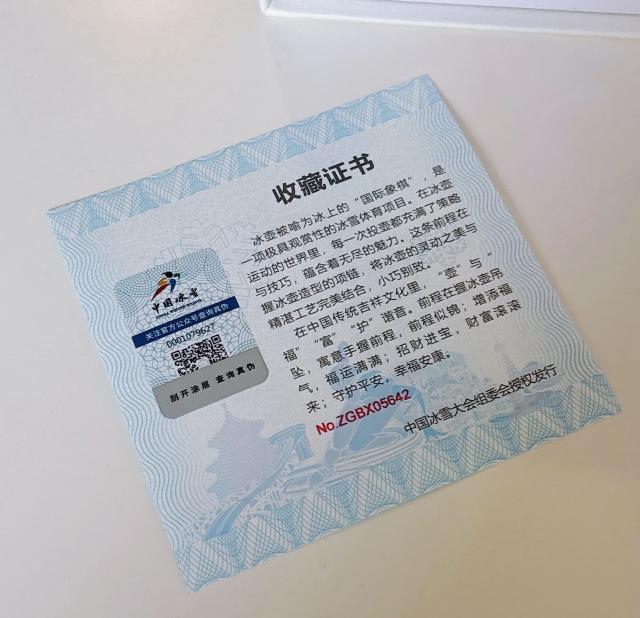 收藏证书
冰壶被喻为冰上的“国际象棋”，是
一项极具观赏性的冰雪体育项目。在冰壶
运动的世界里，每一次投壶都充满了策略
与技巧，蕴含着无尽的魅力。这条前程在
握冰壶造型的项链，将冰壶的灵动之美与
精湛工艺完美结合，小巧别致。
在中国传统吉祥文化里，“壶”与“
福”“富”“护”谐音。前程在握冰壶吊
坠，寓意手握前程，前程似锦；增添福
气，福运满满；招财进宝，财富滚滚
来；守护平安，幸福安康。
No.ZGBX05642
中国冰雪大会组委会授权发行
中国冰雪
关注官方公众号查询真伪
0001079627
刮开涂层 查询真伪